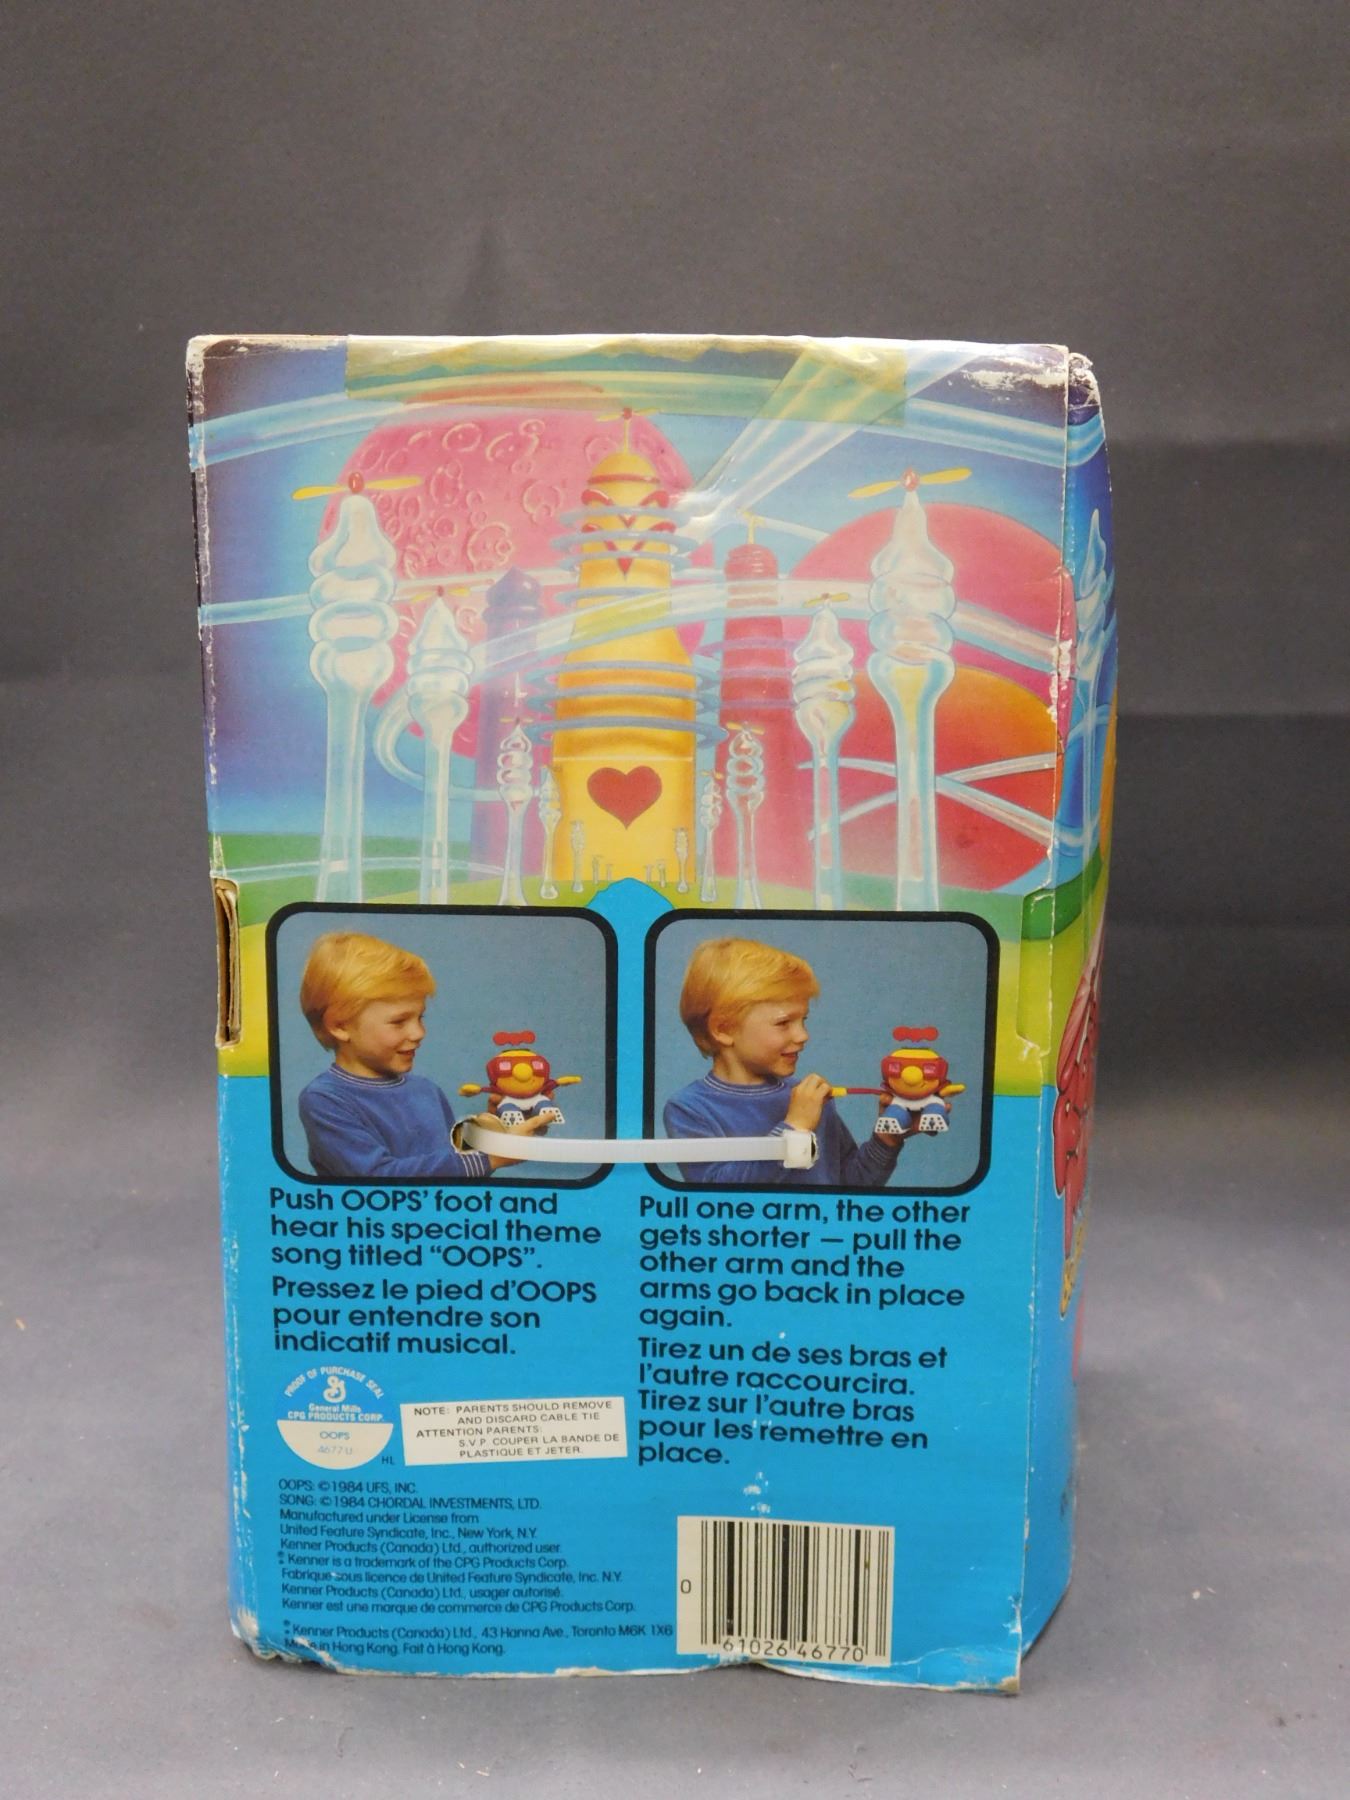 Push OOPS' foot and
hear his special theme
song titled "OOPS".
Pressez le pied d'OOPS
pour entendre son
indicatif musical.
Pull one arm, the other
gets shorter — pull the
other arm and the
arms go back in place
again.
Tirez un de ses bras et
l'autre raccourcira.
Tirez sur l'autre bras
pour les remettre en
place.
PROOF OF PURCHASE SEAL
General Mills
CPG PRODUCTS CORP.
OOPS
4677 U
HL
NOTE: PARENTS SHOULD REMOVE
AND DISCARD CABLE TIE
ATTENTION PARENTS:
S.V.P. COUPER LA BANDE DE
PLASTIQUE ET JETER.
OOPS: ©1984 UFS, INC.
SONG: ©1984 CHORDAL INVESTMENTS, LTD.
Manufactured under License from
United Feature Syndicate, Inc., New York, N.Y.
Kenner Products (Canada) Ltd., authorized user.
® Kenner is a trademark of the CPG Products Corp.
Fabrique sous licence de United Feature Syndicate, Inc. N.Y.
Kenner Products (Canada) Ltd., usager autorisé.
Kenner est une marque de commerce de CPG Products Corp.
® Kenner Products (Canada) Ltd., 43 Hanna Ave., Toronto M6K 1X6
Made in Hong Kong. Fait à Hong Kong.
0 61026 46770